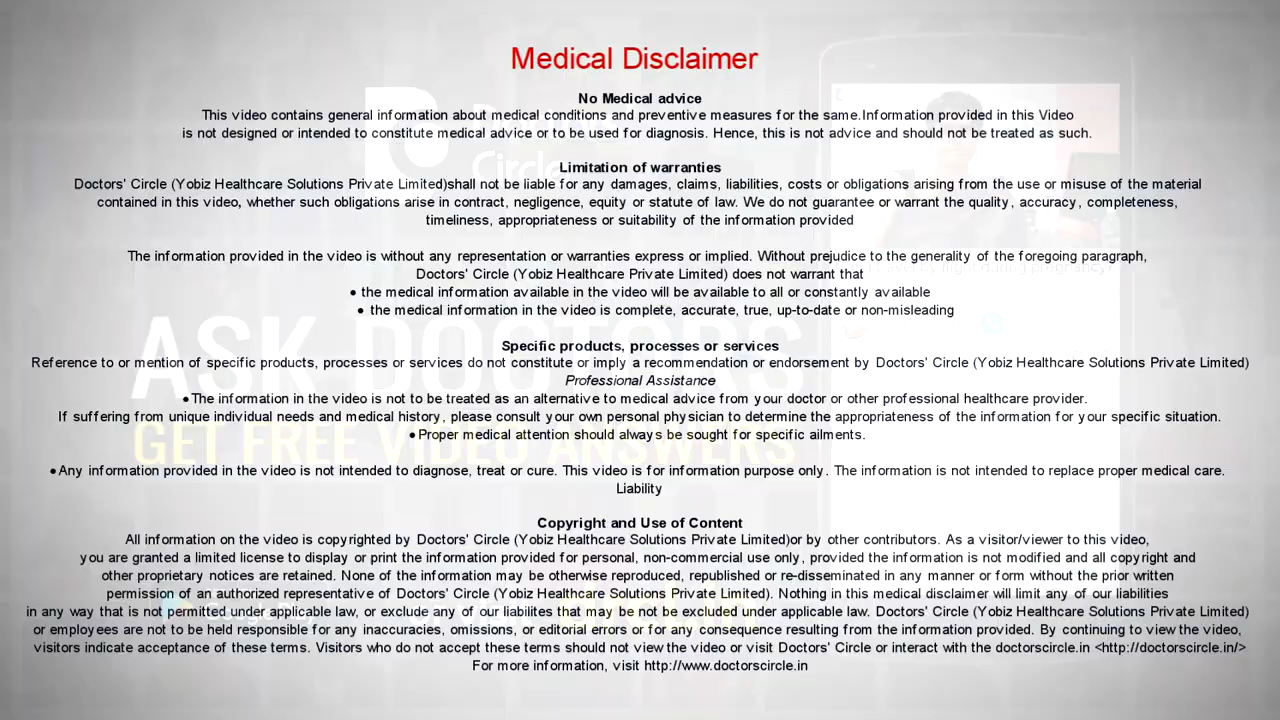 Medical Disclaimer
No Medical advice
This video contains general information about medical conditions and preventive measures for the same.Information provided in this Video
is not designed or intended to constitute medical advice or to be used for diagnosis. Hence, this is not advice and should not be treated as such.
Limitation of warranties
Doctors' Circle (Yobiz Healthcare Solutions Private Limited)shall not be liable for any damages, claims, liabilities, costs or obligations arising from the use or misuse of the material
contained in this video, whether such obligations arise in contract, negligence, equity or statute of law. We do not guarantee or warrant the quality, accuracy, completeness,
timeliness, appropriateness or suitability of the information provided
The information provided in the video is without any representation or warranties express or implied. Without prejudice to the generality of the foregoing paragraph,
Doctors' Circle (Yobiz Healthcare Private Limited) does not warrant that
• the medical information available in the video will be available to all or constantly available
• the medical information in the video is complete, accurate, true, up-to-date or non-misleading
Specific products, processes or services
Reference to or mention of specific products, processes or services do not constitute or imply a recommendation or endorsement by Doctors' Circle (Yobiz Healthcare Solutions Private Limited)
Professional Assistance
•The information in the video is not to be treated as an alternative to medical advice from your doctor or other professional healthcare provider.
If suffering from unique individual needs and medical history, please consult your own personal physician to determine the appropriateness of the information for your specific situation.
•Proper medical attention should always be sought for specific ailments.
•Any information provided in the video is not intended to diagnose, treat or cure. This video is for information purpose only. The information is not intended to replace proper medical care.
Liability
Copyright and Use of Content
All information on the video is copyrighted by Doctors' Circle (Yobiz Healthcare Solutions Private Limited)or by other contributors. As a visitor/viewer to this video,
you are granted a limited license to display or print the information provided for personal, non-commercial use only, provided the information is not modified and all copyright and
other proprietary notices are retained. None of the information may be otherwise reproduced, republished or re-disseminated in any manner or form without the prior written
permission of an authorized representative of Doctors' Circle (Yobiz Healthcare Solutions Private Limited). Nothing in this medical disclaimer will limit any of our liabilities
in any way that is not permitted under applicable law, or exclude any of our liabilites that may be not be excluded under applicable law. Doctors' Circle (Yobiz Healthcare Solutions Private Limited)
or employees are not to be held responsible for any inaccuracies, omissions, or editorial errors or for any consequence resulting from the information provided. By continuing to view the video,
visitors indicate acceptance of these terms. Visitors who do not accept these terms should not view the video or visit Doctors' Circle or interact with the doctorscircle.in <http://doctorscircle.in/>
For more information, visit http://www.doctorscircle.in
Circle
ASK DOCTORS
GET FREE VIDEO ANSWERS
during pregnancy?
Google Play
or visit